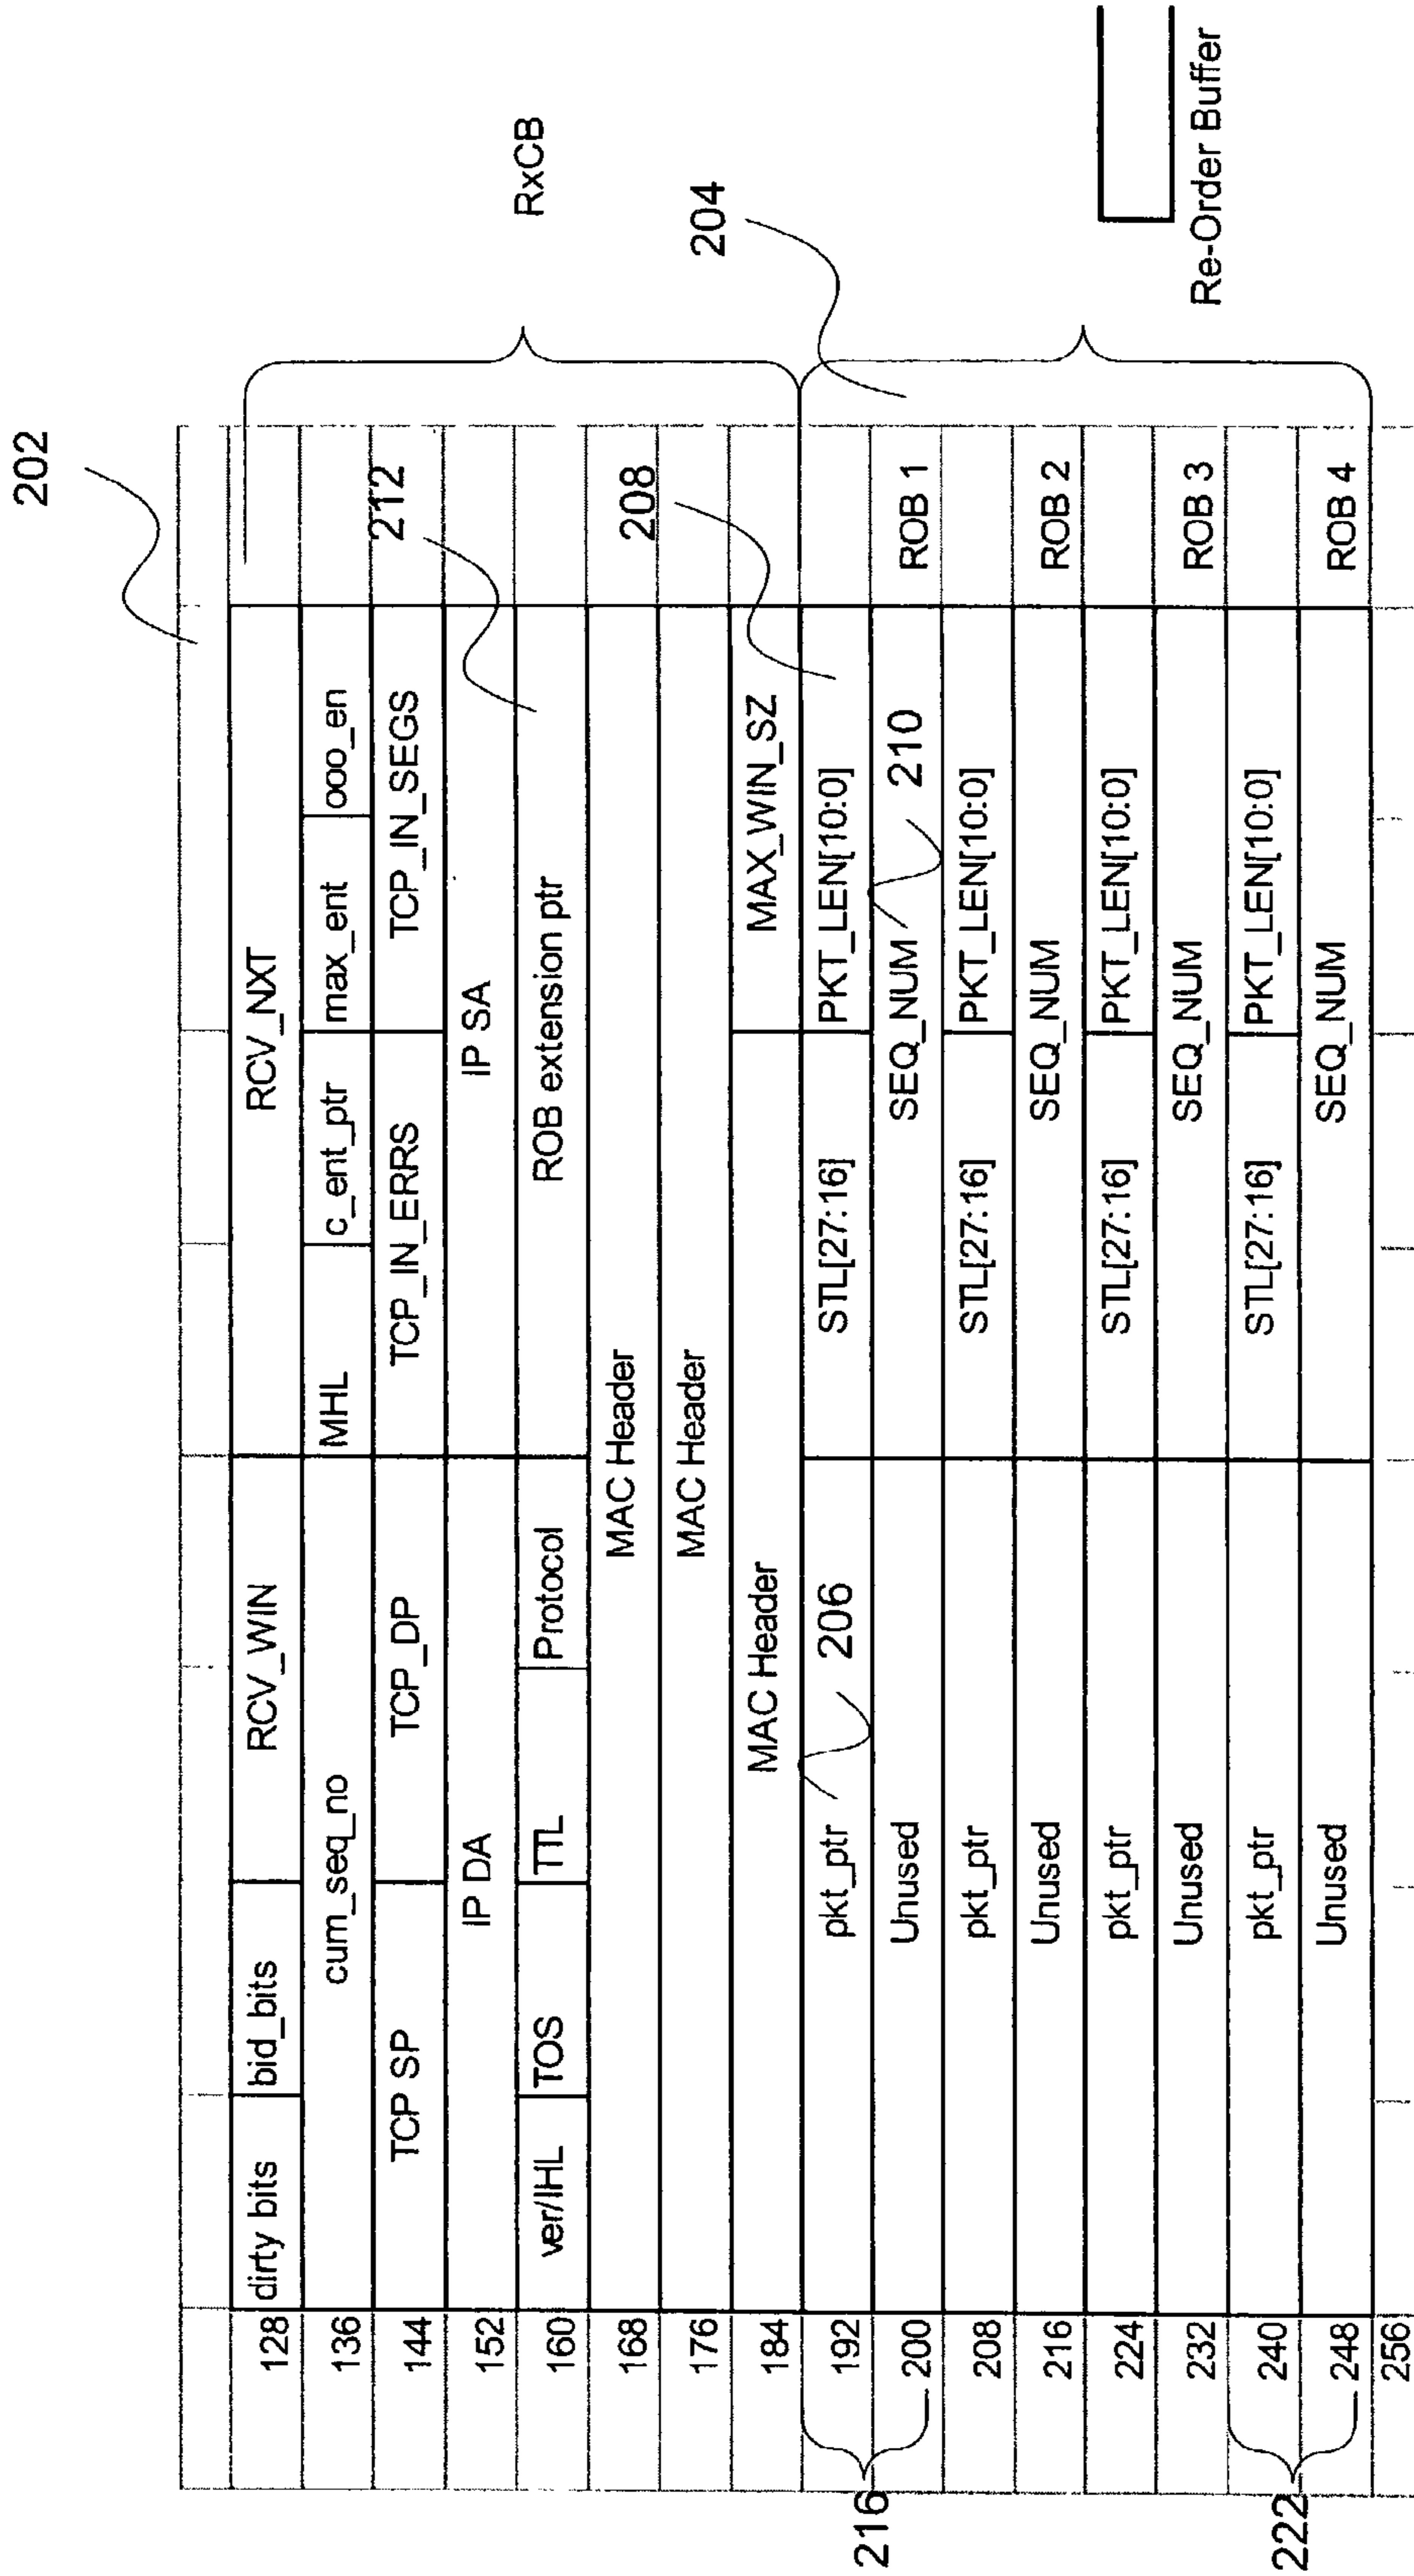 202
128 dirty bits bid_bits RCV_WIN RCV_NXT
136 cum_seq_no MHL c_ent_ptr max_ent ooo_en
144 TCP SP TCP_DP TCP_IN_ERRS TCP_IN_SEGS 212
152 IP DA IP SA
160 ver/IHL TOS TTL Protocol ROB extension ptr
RxCB
168 MAC Header
176 MAC Header
208
184 MAC Header MAX_WIN_SZ
204
192 pkt_ptr 206 STL[27:16] PKT_LEN[10:0]
216 200 Unused SEQ_NUM 210 ROB 1
208 pkt_ptr STL[27:16] PKT_LEN[10:0]
216 Unused SEQ_NUM ROB 2
224 pkt_ptr STL[27:16] PKT_LEN[10:0]
232 Unused SEQ_NUM ROB 3
240 pkt_ptr STL[27:16] PKT_LEN[10:0]
222 248 Unused SEQ_NUM ROB 4
256
Re-Order Buffer